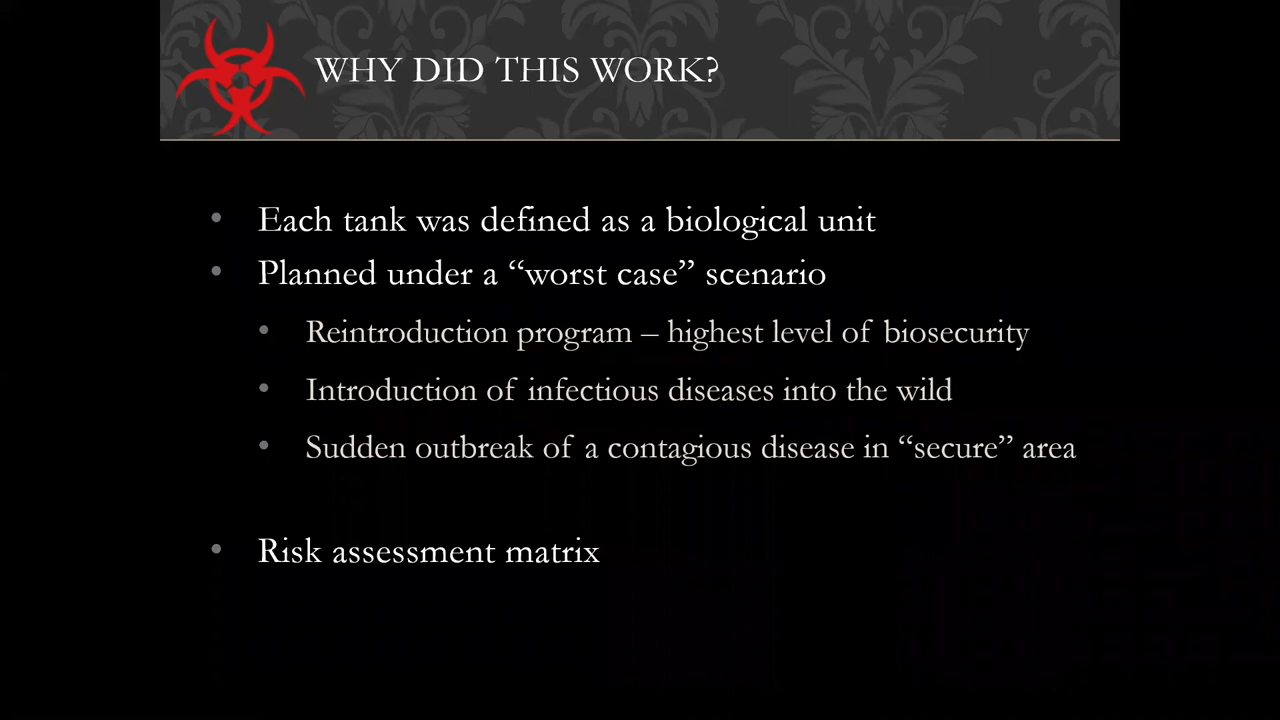 WHY DID THIS WORK?
• Each tank was defined as a biological unit
• Planned under a “worst case” scenario
• Reintroduction program – highest level of biosecurity
• Introduction of infectious diseases into the wild
• Sudden outbreak of a contagious disease in “secure” area
• Risk assessment matrix